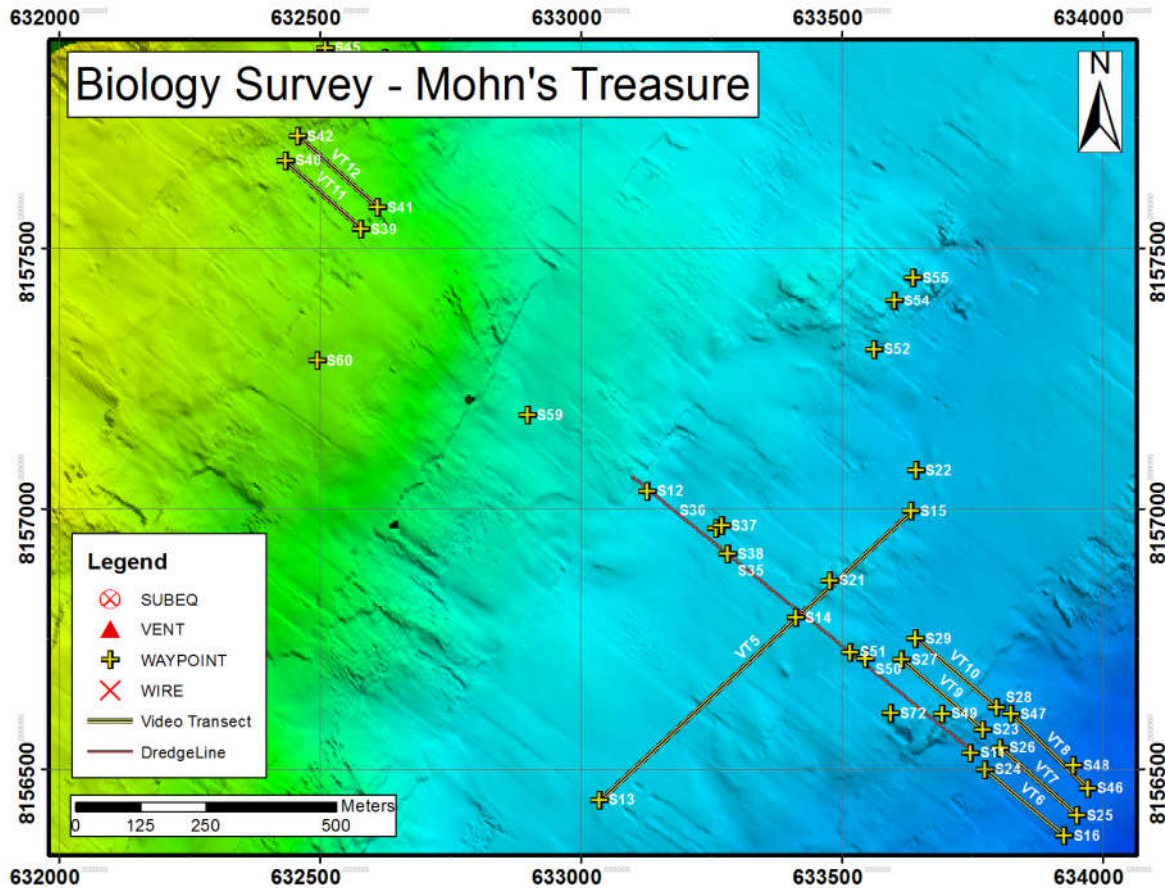 632000 632500 633000 633500 634000
Biology Survey - Mohn's Treasure
N
S45
S42
S40
VT12
VT11
S41
S39
8157500
8157500
S55
S54
S52
S60
S59
S22
S12
S15
8157000
8157000
S36
S37
S38
S35
S21
S14
VT5
S29
S51
S50
S27
VT10
VT9
S28
S72
S49
S47
S23
S26
VT8
S48
S24
VT7
S46
8156500
8156500
VT6
S13
S25
S16
Legend
SUBEQ
VENT
WAYPOINT
WIRE
Video Transect
DredgeLine
Meters
0 125 250 500
632000 632500 633000 633500 634000